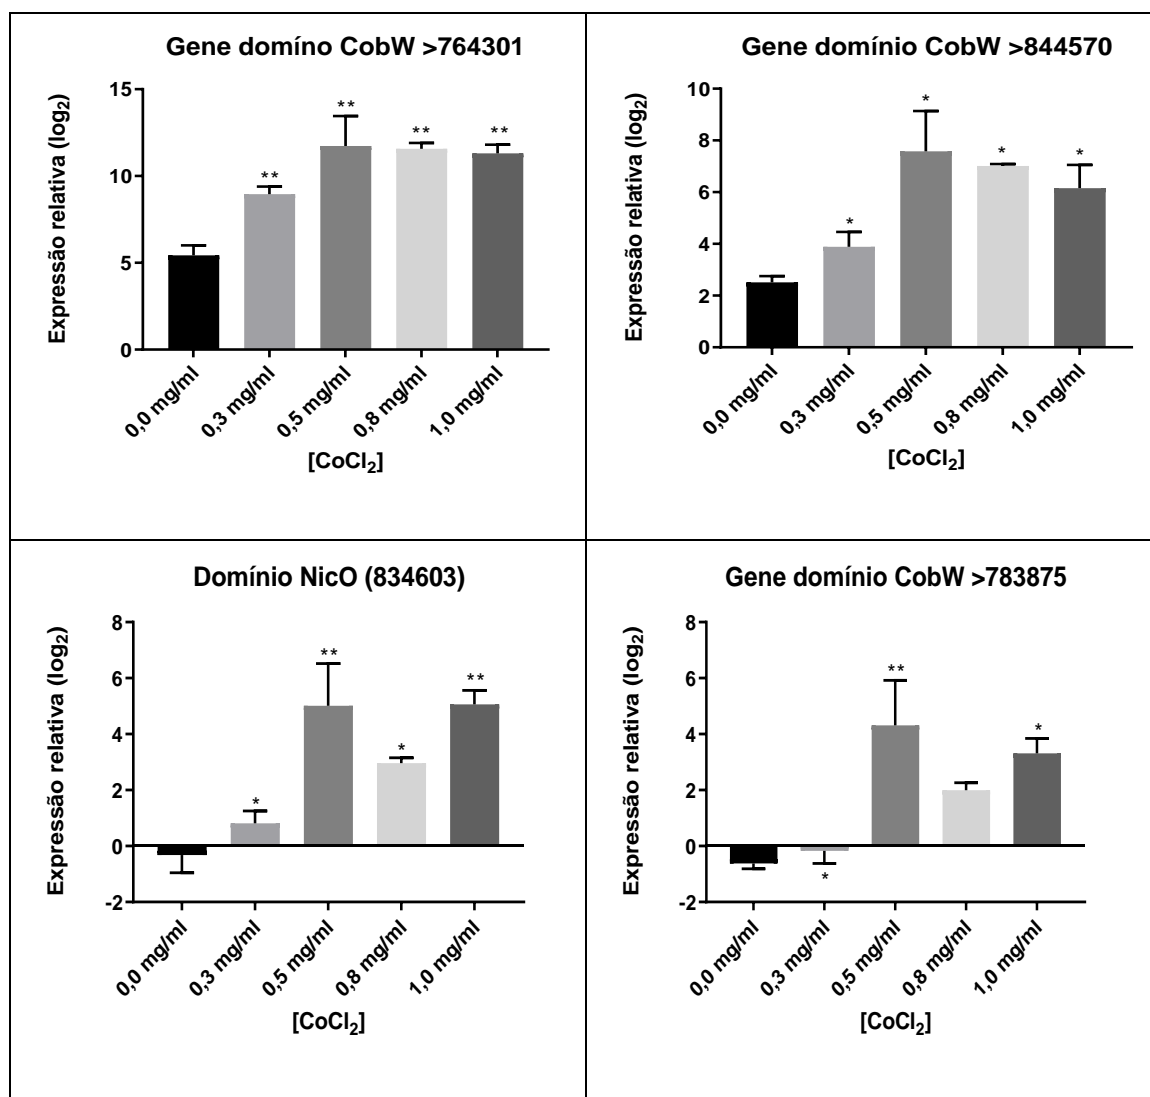 Gene domíno CobW >764301
Expressão relativa (log₂)
15
10
5
0
**
**
**
**
0,0 mg/ml
0,3 mg/ml
0,5 mg/ml
0,8 mg/ml
1,0 mg/ml
[CoCl₂]
Gene domínio CobW >844570
Expressão relativa (log₂)
10
8
6
4
2
0
*
*
*
*
0,0 mg/ml
0,3 mg/ml
0,5 mg/ml
0,8 mg/ml
1,0 mg/ml
[CoCl₂]
Domínio NicO (834603)
Expressão relativa (log₂)
8
6
4
2
0
-2
*
**
*
**
0,0 mg/ml
0,3 mg/ml
0,5 mg/ml
0,8 mg/ml
1,0 mg/ml
[CoCl₂]
Gene domínio CobW >783875
Expressão relativa (log₂)
8
6
4
2
0
-2
*
**
*
0,0 mg/ml
0,3 mg/ml
0,5 mg/ml
0,8 mg/ml
1,0 mg/ml
[CoCl₂]